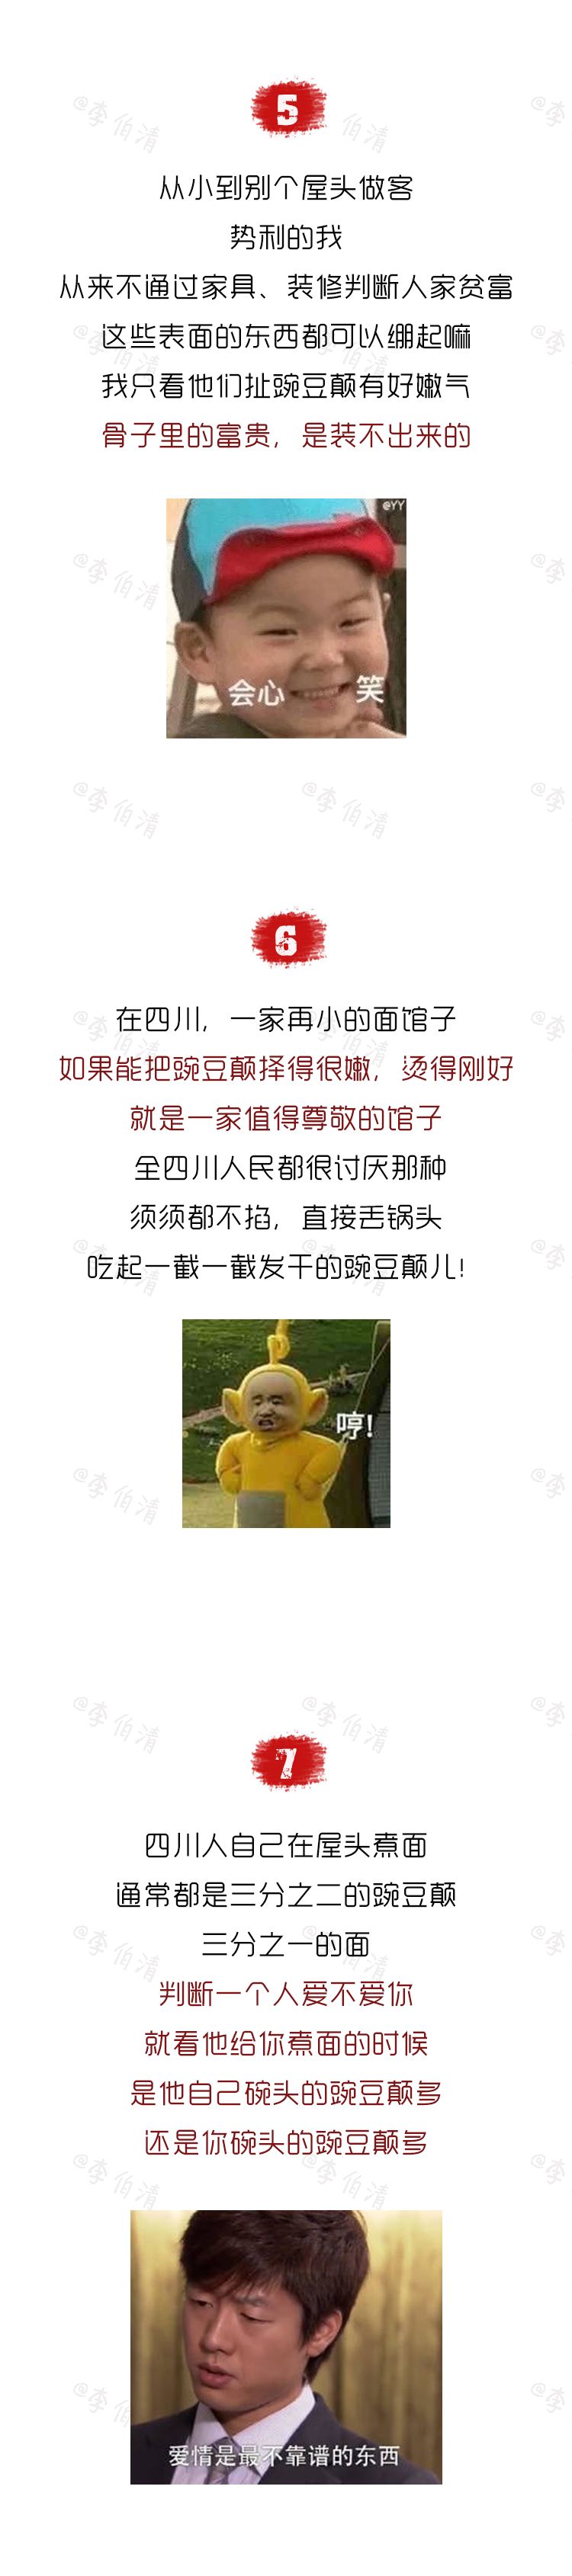 5
从小到别个屋头做客
势利的我
从来不通过家具、装修判断人家贫富
这些表面的东西都可以绷起嘛
我只看他们扯豌豆颠有好嫩气
骨子里的富贵，是装不出来的
@YY
会心 笑
6
在四川，一家再小的面馆子
如果能把豌豆颠择得很嫩，烫得刚好
就是一家值得尊敬的馆子
全四川人民都很讨厌那种
须须都不掐，直接丢锅头
吃起一截一截发干的豌豆颠儿!
哼!
7
四川人自己在屋头煮面
通常都是三分之二的豌豆颠
三分之一的面
判断一个人爱不爱你
就看他给你煮面的时候
是他自己碗头的豌豆颠多
还是你碗头的豌豆颠多
爱情是最不靠谱的东西
@李伯清